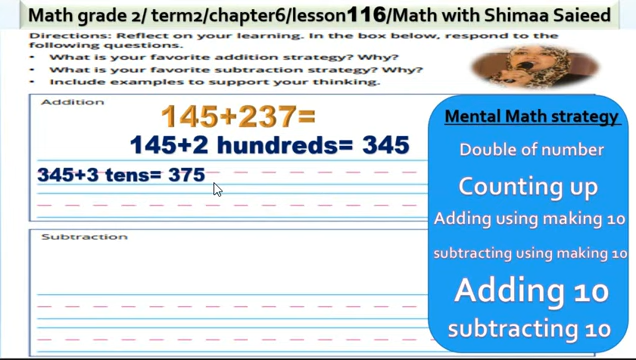 Math grade 2/ term2/chapter6/lesson116/Math with Shimaa Saieed
Directions: Reflect on your learning. In the box below, respond to the
following questions.
• What is your favorite addition strategy? Why?
• What is your favorite subtraction strategy? Why?
• Include examples to support your thinking.
Addition
145+237=
145+2 hundreds= 345
345+3 tens= 375
Subtraction
Mental Math strategy
Double of number
Counting up
Adding using making 10
subtracting using making 10
Adding 10
subtracting 10